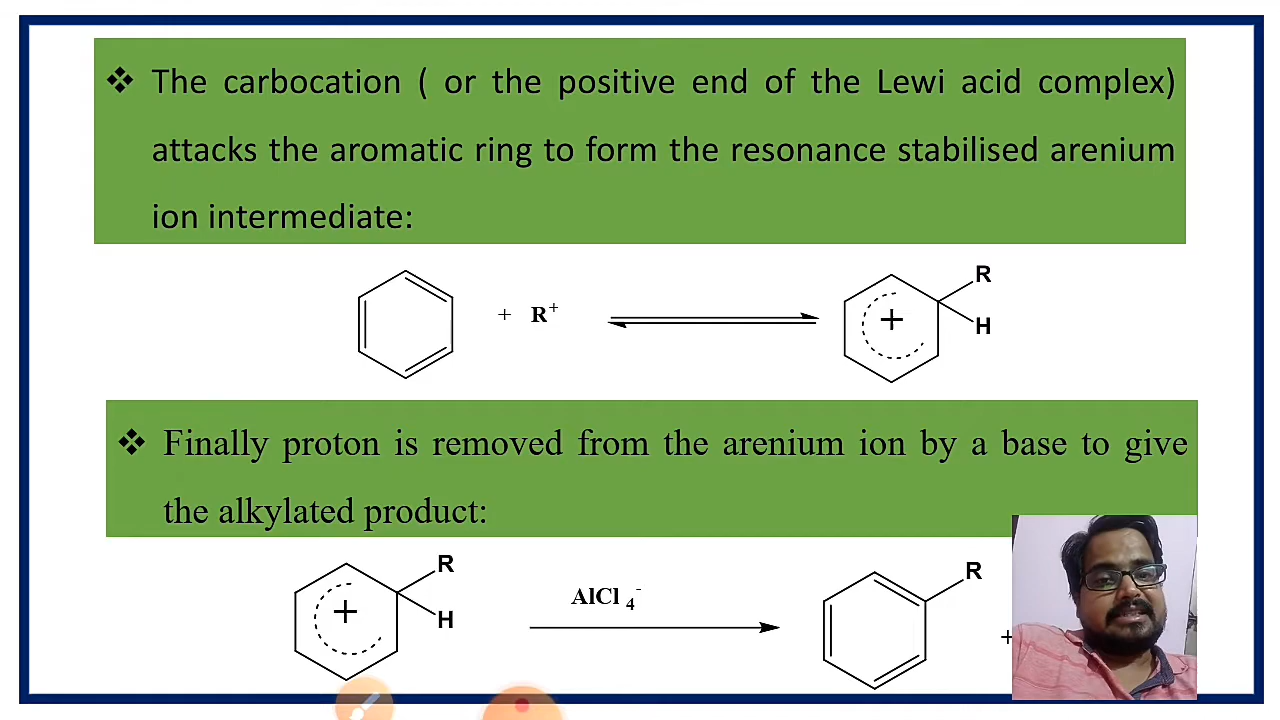 ❖ The carbocation ( or the positive end of the Lewi acid complex)
attacks the aromatic ring to form the resonance stabilised arenium
ion intermediate:
R
+ R⁺
+
H
❖ Finally proton is removed from the arenium ion by a base to give
the alkylated product:
R
AlCl ₄⁻
R
+
H
+